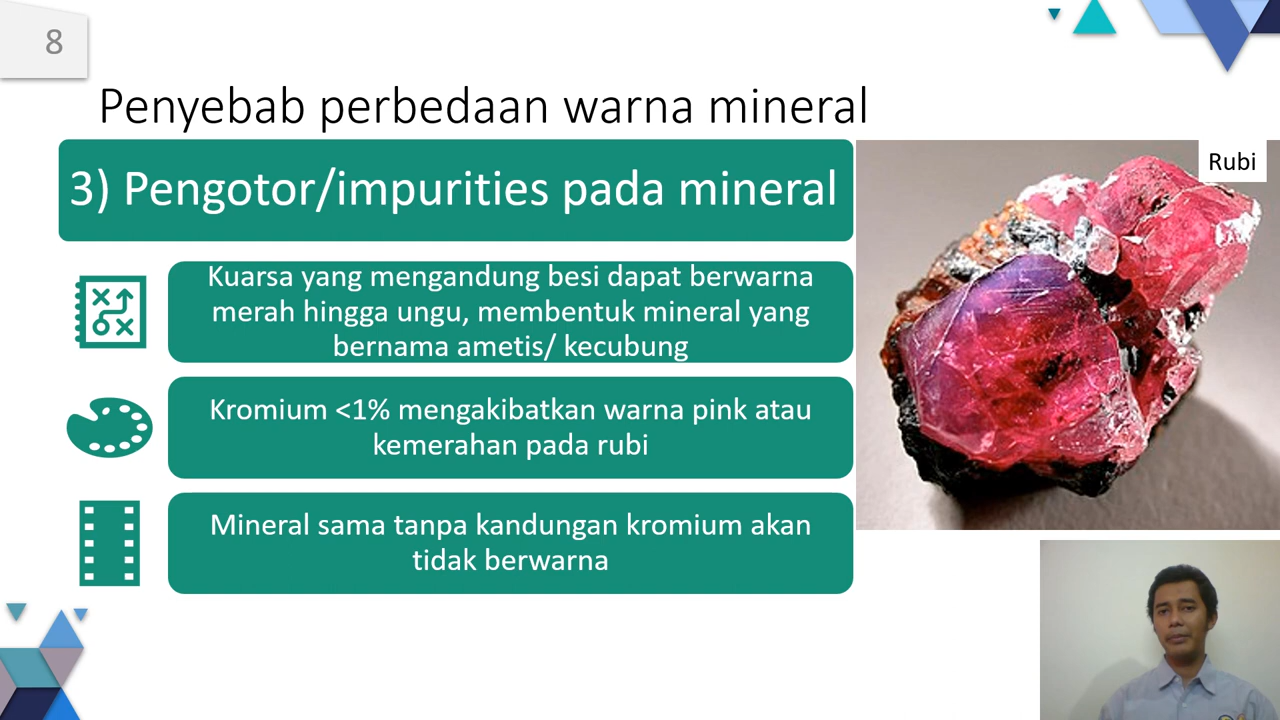 8
Penyebab perbedaan warna mineral
3) Pengotor/impurities pada mineral
Rubi
Kuarsa yang mengandung besi dapat berwarna
merah hingga ungu, membentuk mineral yang
bernama ametis/ kecubung
Kromium <1% mengakibatkan warna pink atau
kemerahan pada rubi
Mineral sama tanpa kandungan kromium akan
tidak berwarna